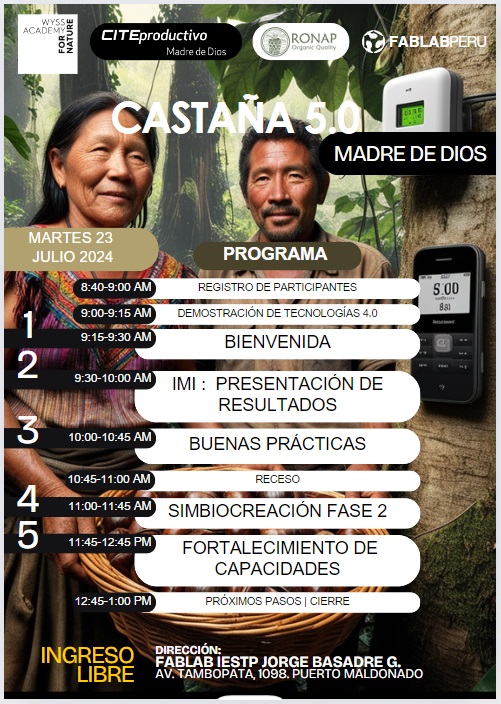 WYSS
ACADEMY
FOR
NATURE
CITEproductivo
Madre de Dios
RONAP
Organic Quality
FABLABPERU
CASTAÑA 5.0
MADRE DE DIOS
MARTES 23
JULIO 2024
PROGRAMA
8:40-9:00 AM REGISTRO DE PARTICIPANTES
9:00-9:15 AM DEMOSTRACIÓN DE TECNOLOGÍAS 4.0
1 9:15-9:30 AM BIENVENIDA
2 9:30-10:00 AM IMI : PRESENTACIÓN DE
RESULTADOS
3 10:00-10:45 AM BUENAS PRÁCTICAS
10:45-11:00 AM RECESO
4 11:00-11:45 AM SIMBIOCREACIÓN FASE 2
5 11:45-12:45 PM FORTALECIMIENTO DE
CAPACIDADES
12:45-1:00 PM PRÓXIMOS PASOS | CIERRE
5.00
INGRESO
LIBRE
DIRECCIÓN:
FABLAB IESTP JORGE BASADRE G.
AV. TAMBOPATA, 1098. PUERTO MALDONADO